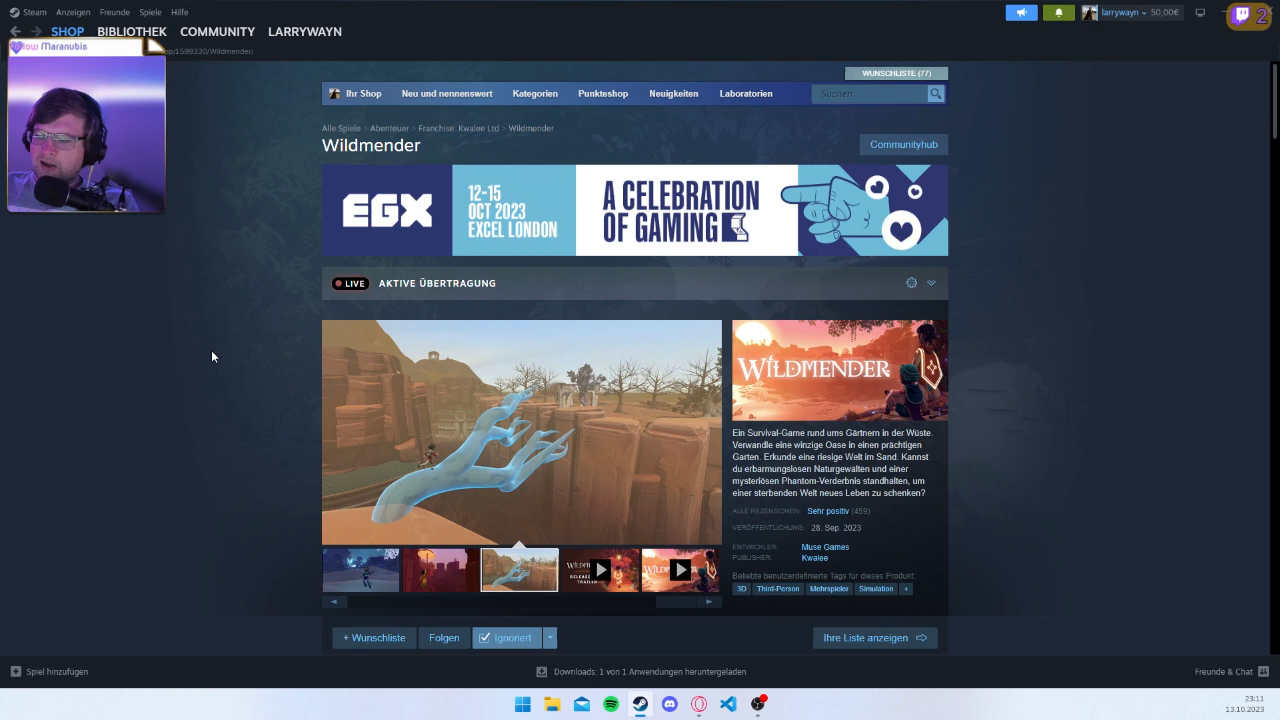 Steam Anzeigen Freunde Spiele Hilfe
larrywayn 50,00€
2
SHOP BIBLIOTHEK COMMUNITY LARRYWAYN
Maranubis
/1599330/Wildmender/
WUNSCHLISTE (77)
Ihr Shop Neu und nennenswert Kategorien Punkteshop Neuigkeiten Laboratorien Suchen
Alle Spiele > Abenteuer > Franchise: Kwalee Ltd > Wildmender
Wildmender
Communityhub
EGX
12-15
OCT 2023
EXCEL LONDON
A CELEBRATION
OF GAMING
LIVE AKTIVE ÜBERTRAGUNG
WILDMENDER
Ein Survival-Game rund ums Gärtnern in der Wüste.
Verwandle eine winzige Oase in einen prächtigen
Garten. Erkunde eine riesige Welt im Sand. Kannst
du erbarmungslosen Naturgewalten und einer
mysteriösen Phantom-Verderbnis standhalten, um
einer sterbenden Welt neues Leben zu schenken?
ALLE REZENSIONEN: Sehr positiv (459)
VERÖFFENTLICHUNG: 28. Sep. 2023
ENTWICKLER: Muse Games
PUBLISHER: Kwalee
Beliebte benutzerdefinierte Tags für dieses Produkt:
3D Third-Person Mehrspieler Simulation +
+ Wunschliste Folgen Ignoriert Ihre Liste anzeigen
Spiel hinzufügen Downloads: 1 von 1 Anwendungen heruntergeladen Freunde & Chat
23:11
13.10.2023